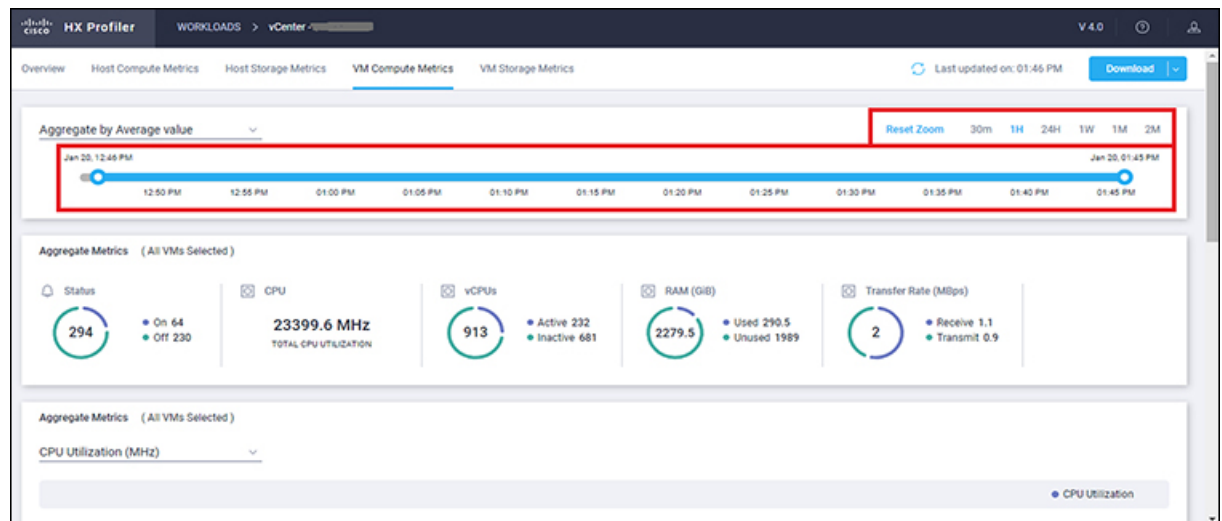 cisco HX Profiler WORKLOADS > vCenter - V 4.0
Overview Host Compute Metrics Host Storage Metrics VM Compute Metrics VM Storage Metrics Last updated on: 01:46 PM Download
Aggregate by Average value Reset Zoom 30m 1H 24H 1W 1M 2M
Jan 20, 12:46 PM Jan 20, 01:45 PM
12:50 PM 12:55 PM 01:00 PM 01:05 PM 01:10 PM 01:15 PM 01:20 PM 01:25 PM 01:30 PM 01:35 PM 01:40 PM 01:45 PM
Aggregate Metrics ( All VMs Selected )
Status CPU vCPUs RAM (GiB) Transfer Rate (MBps)
294 On 64 Off 230
23399.6 MHz
TOTAL CPU UTILIZATION
913 Active 232 Inactive 681
2279.5 Used 290.5 Unused 1989
2 Receive 1.1 Transmit 0.9
Aggregate Metrics ( All VMs Selected )
CPU Utilization (MHz)
CPU Utilization